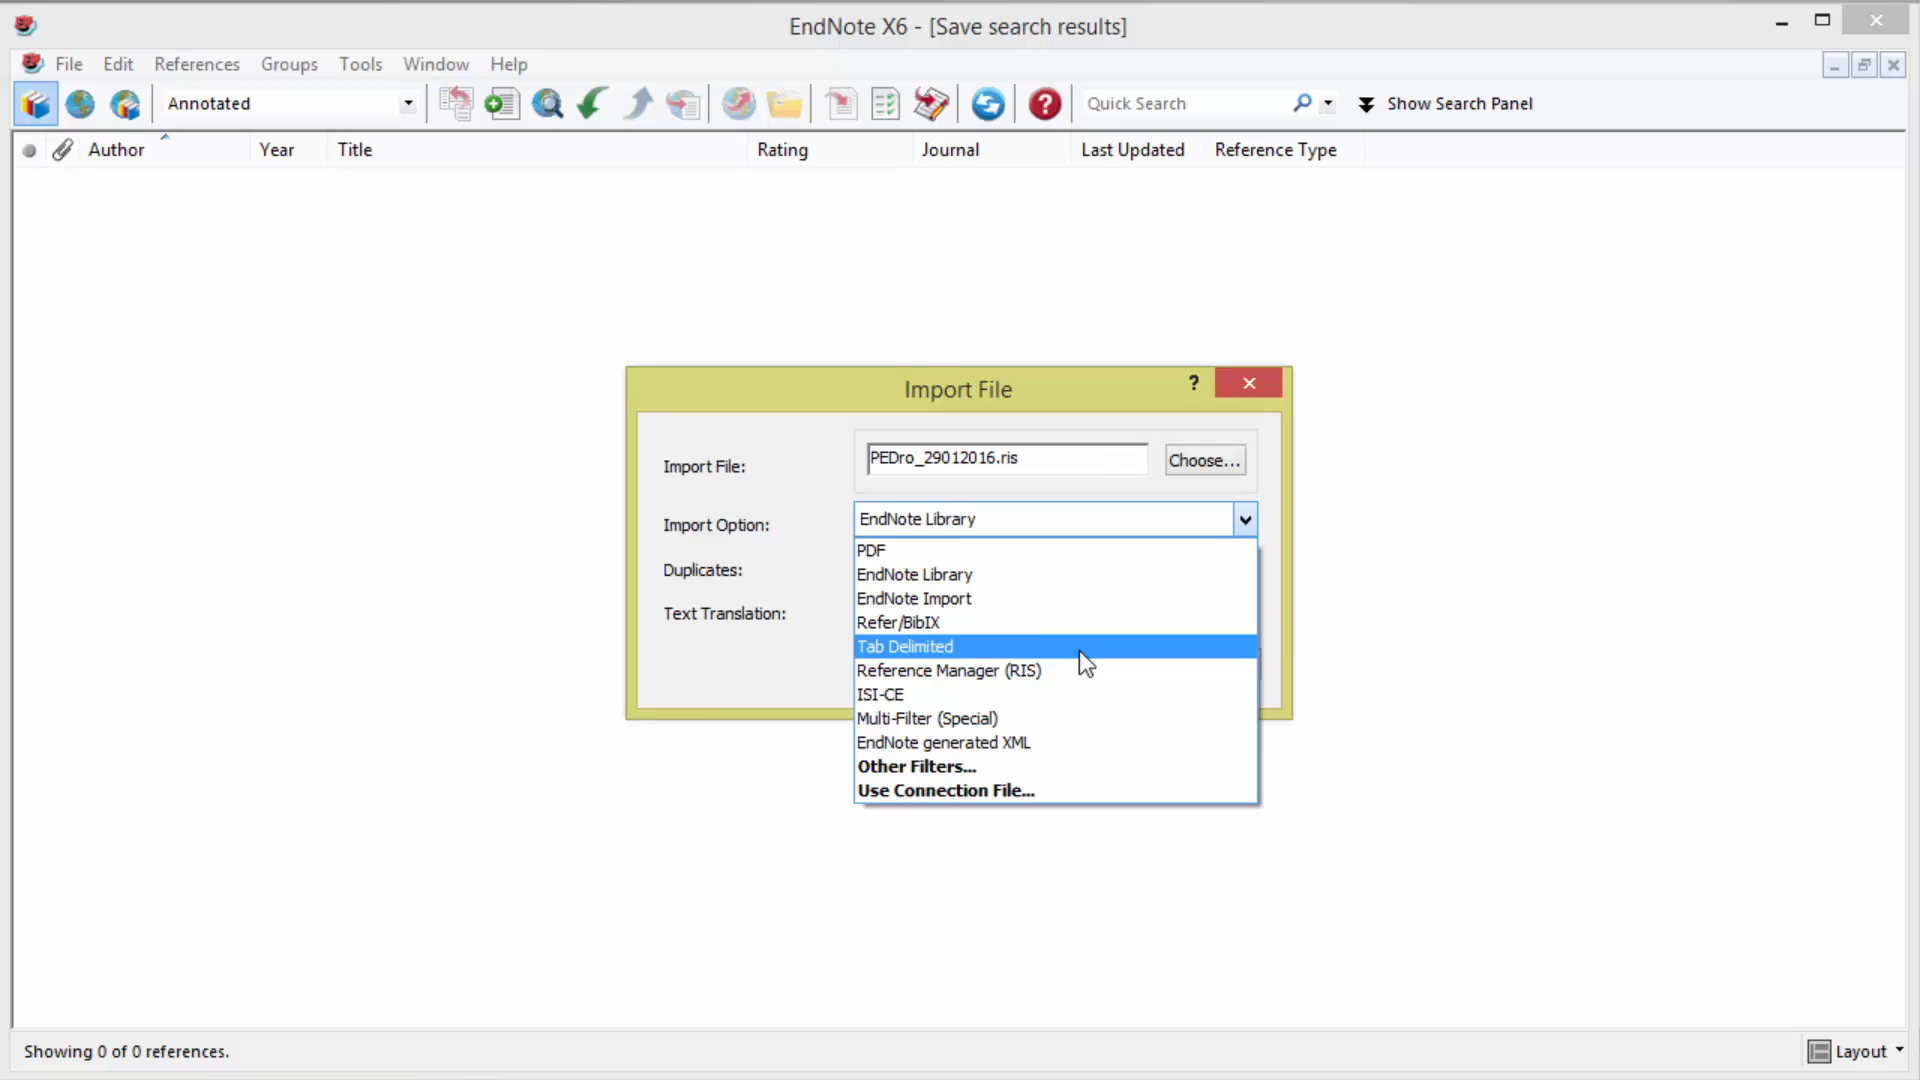 EndNote X6 - [Save search results]
File Edit References Groups Tools Window Help
Annotated Quick Search Show Search Panel
Author Year Title Rating Journal Last Updated Reference Type
Import File ?
Import File: PEDro_29012016.ris Choose...
Import Option: EndNote Library
PDF
Duplicates: EndNote Library
EndNote Import
Text Translation: Refer/BibIX
Tab Delimited
Reference Manager (RIS)
ISI-CE
Multi-Filter (Special)
EndNote generated XML
Other Filters...
Use Connection File...
Showing 0 of 0 references. Layout